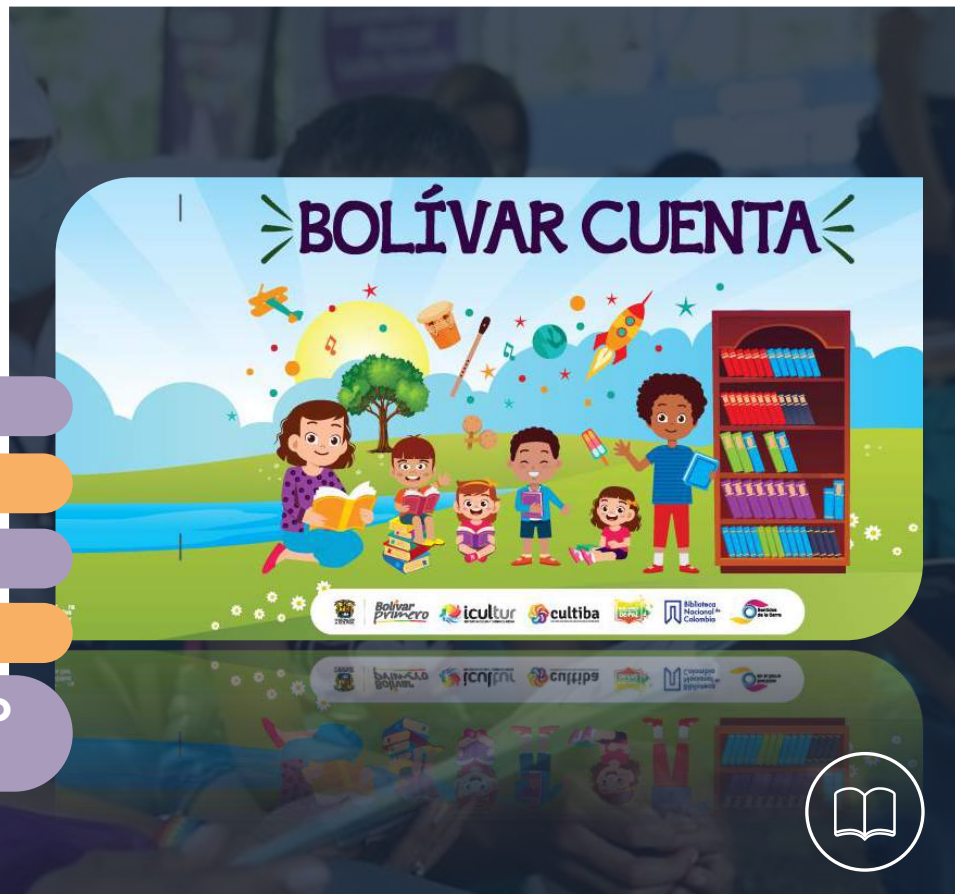 BOLÍVAR CUENTA
Bolívar
primero
icultur
cultiba
Biblioteca
Nacional de
Colombia